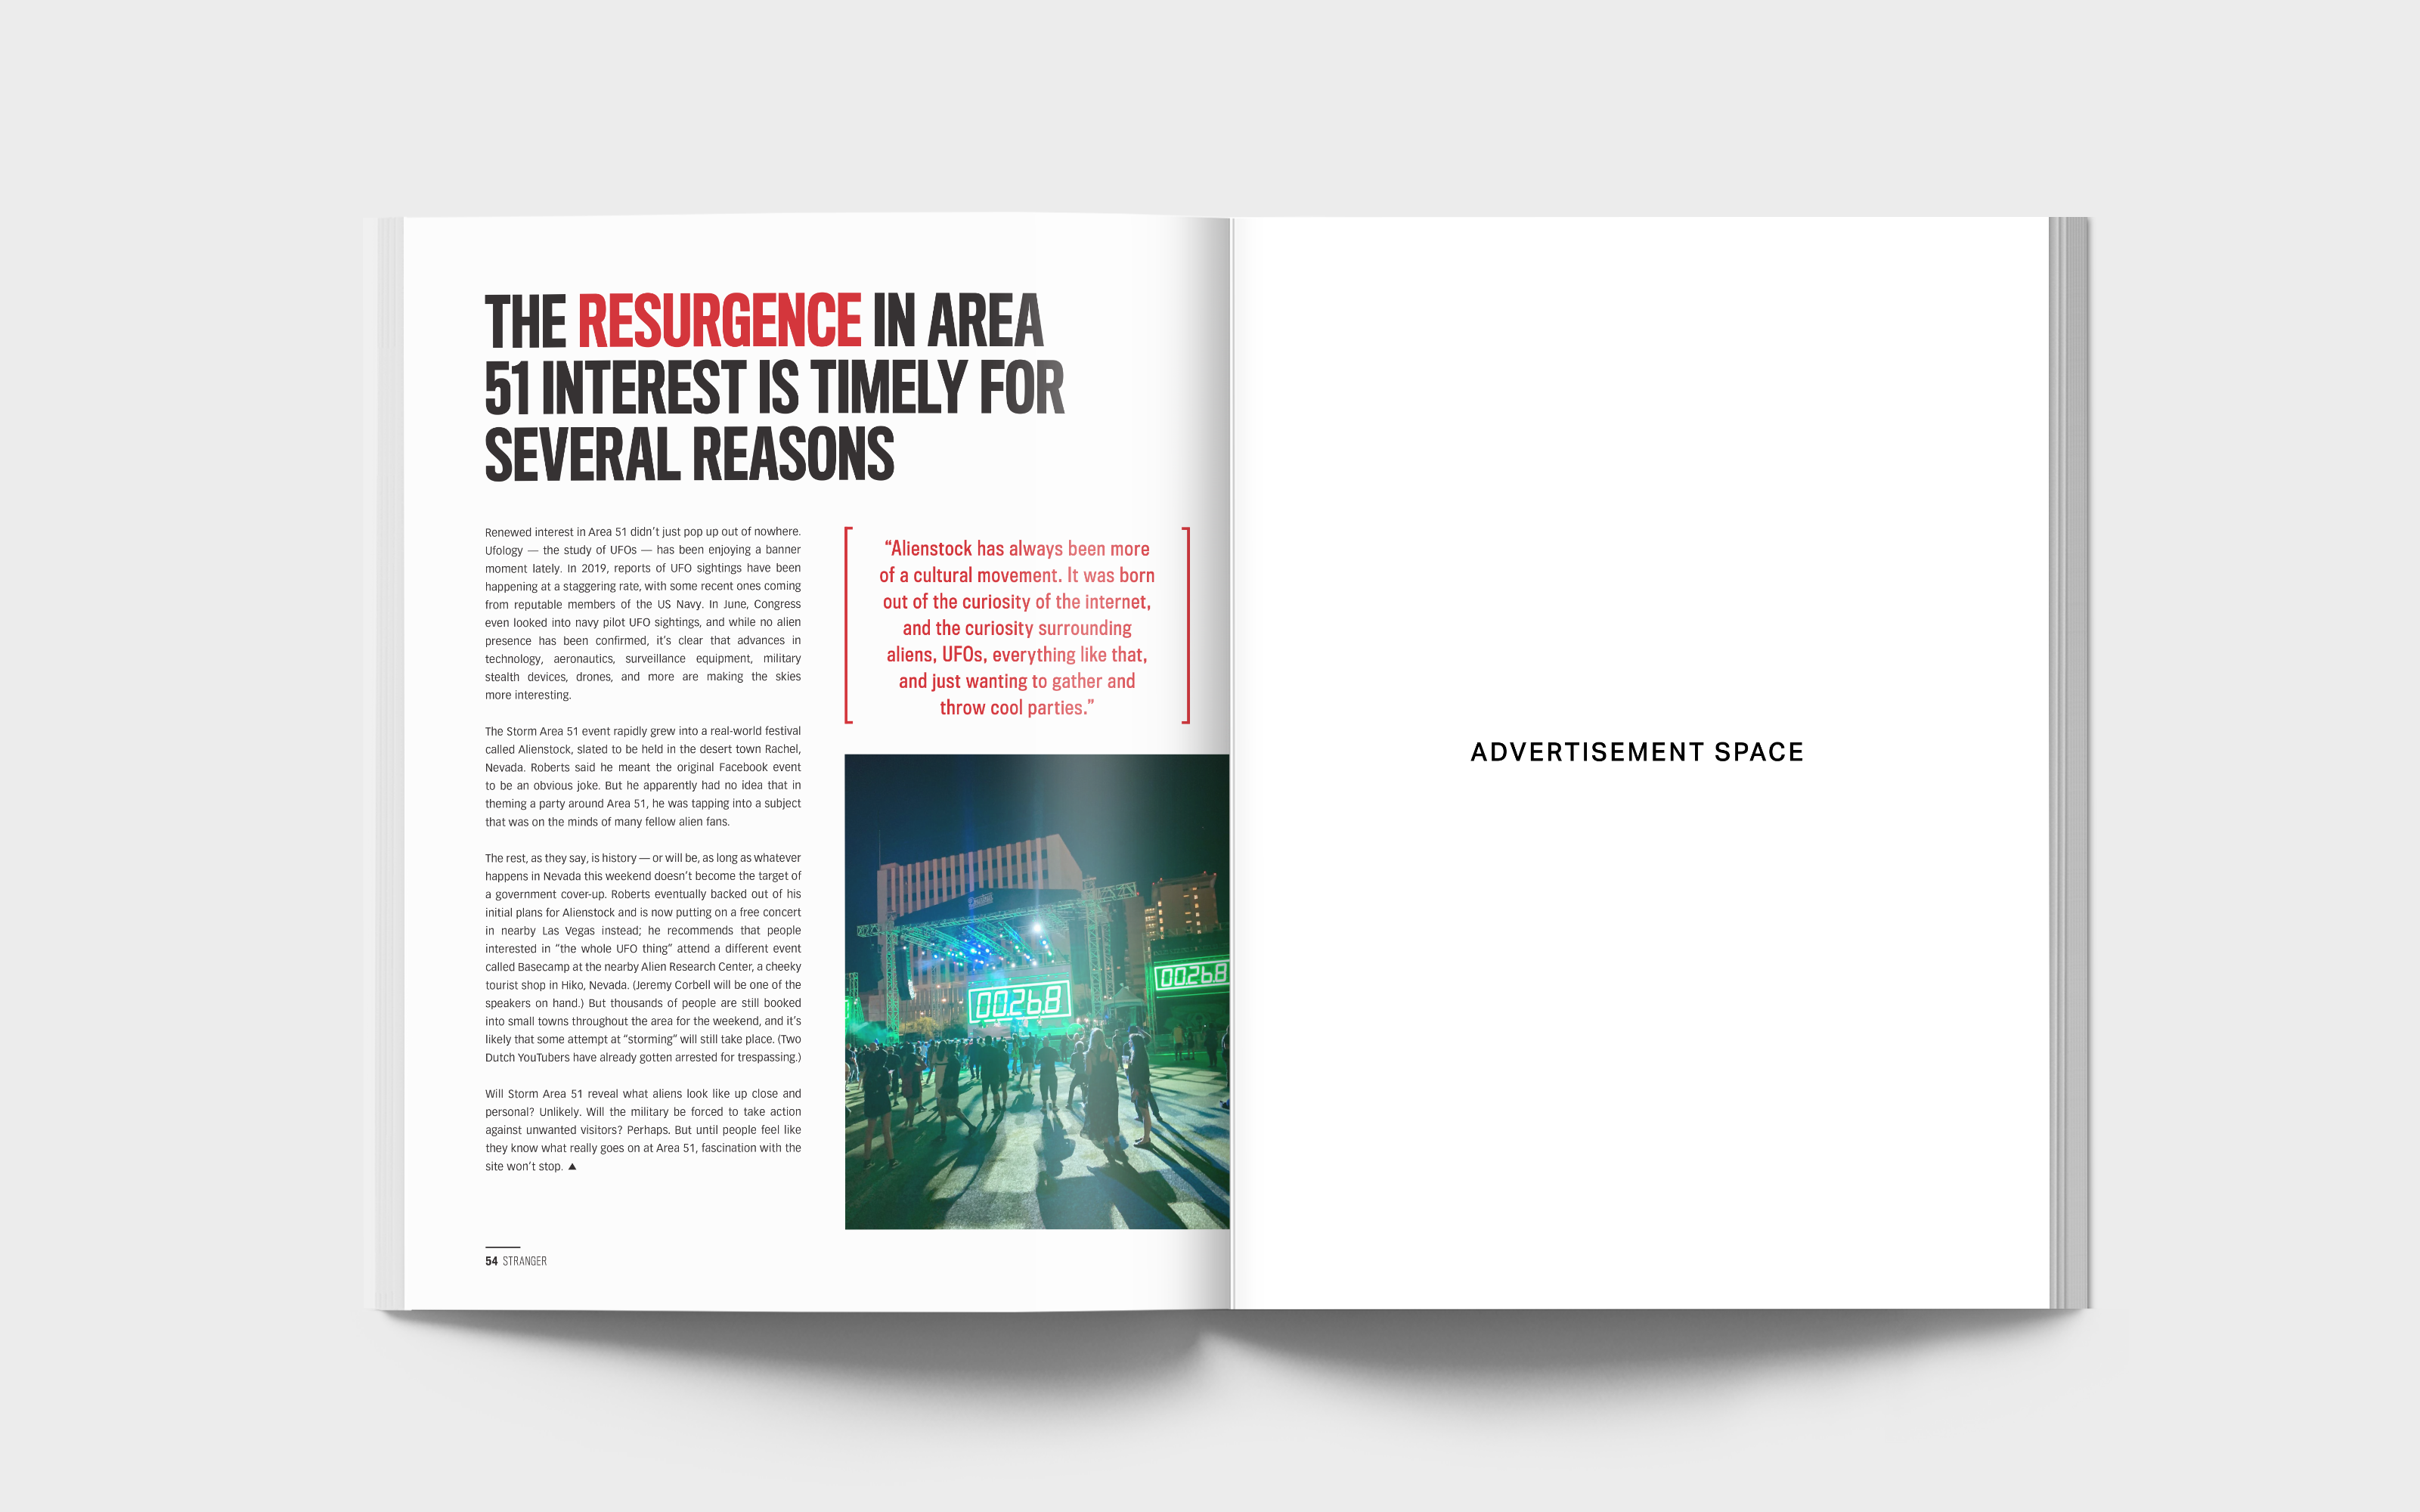 THE RESURGENCE IN AREA
51 INTEREST IS TIMELY FOR
SEVERAL REASONS
Renewed interest in Area 51 didn’t just pop up out of nowhere.
Ufology — the study of UFOs — has been enjoying a banner
moment lately. In 2019, reports of UFO sightings have been
happening at a staggering rate, with some recent ones coming
from reputable members of the US Navy. In June, Congress
even looked into navy pilot UFO sightings, and while no alien
presence has been confirmed, it’s clear that advances in
technology, aeronautics, surveillance equipment, military
stealth devices, drones, and more are making the skies
more interesting.
The Storm Area 51 event rapidly grew into a real-world festival
called Alienstock, slated to be held in the desert town Rachel,
Nevada. Roberts said he meant the original Facebook event
to be an obvious joke. But he apparently had no idea that in
theming a party around Area 51, he was tapping into a subject
that was on the minds of many fellow alien fans.
The rest, as they say, is history — or will be, as long as whatever
happens in Nevada this weekend doesn’t become the target of
a government cover-up. Roberts eventually backed out of his
initial plans for Alienstock and is now putting on a free concert
in nearby Las Vegas instead; he recommends that people
interested in “the whole UFO thing” attend a different event
called Basecamp at the nearby Alien Research Center, a cheeky
tourist shop in Hiko, Nevada. (Jeremy Corbell will be one of the
speakers on hand.) But thousands of people are still booked
into small towns throughout the area for the weekend, and it’s
likely that some attempt at “storming” will still take place. (Two
Dutch YouTubers have already gotten arrested for trespassing.)
Will Storm Area 51 reveal what aliens look like up close and
personal? Unlikely. Will the military be forced to take action
against unwanted visitors? Perhaps. But until people feel like
they know what really goes on at Area 51, fascination with the
site won’t stop. ▲
“Alienstock has always been more
of a cultural movement. It was born
out of the curiosity of the internet,
and the curiosity surrounding
aliens, UFOs, everything like that,
and just wanting to gather and
throw cool parties.”
00:26.8
00:26.8
54 STRANGER
ADVERTISEMENT SPACE